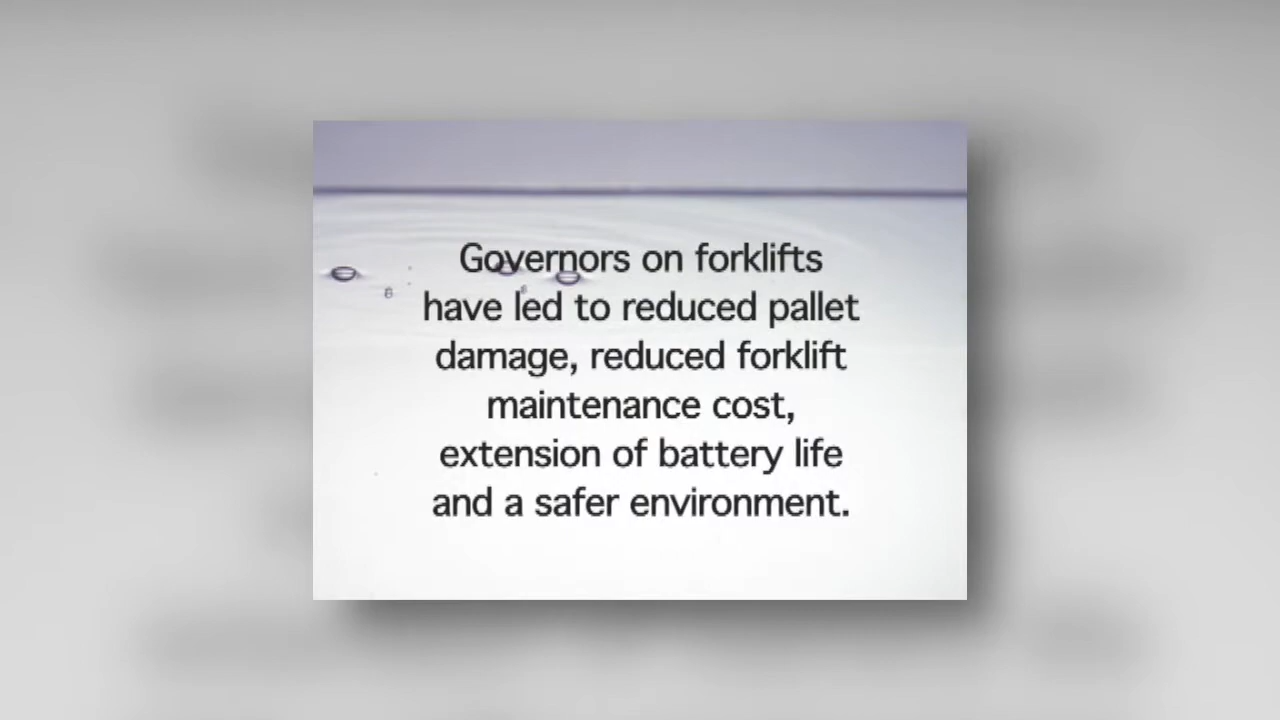 Governors on forklifts
have led to reduced pallet
damage, reduced forklift
maintenance cost,
extension of battery life
and a safer environment.